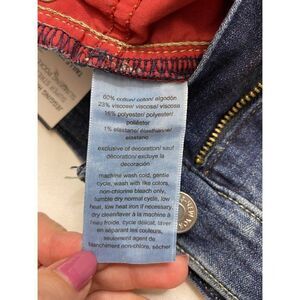 60% cotton/ coton/ algodón
23% viscose/ viscose/ viscosa
16% polyester/ polyester/
poliéster
1% elastane/ élasthanne/
elastano
exclusive of decoration/ sauf
décoration/ excluye la
decoración
machine wash cold, gentle
cycle, wash with like colors,
non-chlorine bleach only,
tumble dry normal cycle, low
heat, low iron if necessary,
dry clean/laver à la machine à
l'eau froide, cycle délicat, laver
en séparant les couleurs,
seulement agent de
blanchiment non-chloré, sécher